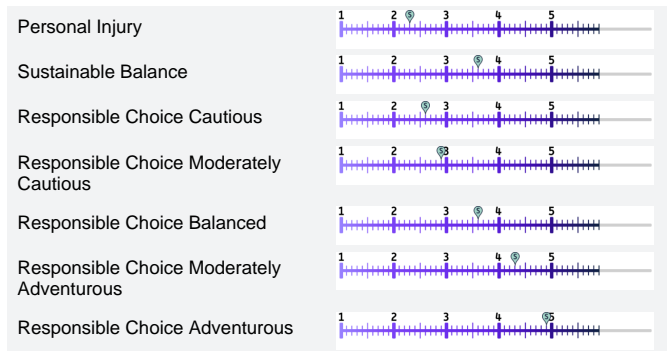 Personal Injury
1 2 S 3 4 5
Sustainable Balance
1 2 3 S 4 5
Responsible Choice Cautious
1 2 S 3 4 5
Responsible Choice Moderately
Cautious
1 2 S 3 4 5
Responsible Choice Balanced
1 2 3 S 4 5
Responsible Choice Moderately
Adventurous
1 2 3 4 S 5
Responsible Choice Adventurous
1 2 3 4 S 5